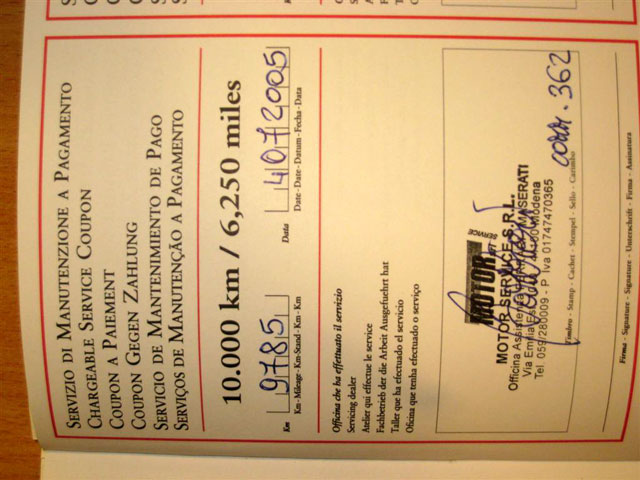 SERVIZIO DI MANUTENZIONE A PAGAMENTO
CHARGEABLE SERVICE COUPON
COUPON A PAIEMENT
COUPON GEGEN ZAHLUNG
SERVICIO DE MANTENIMIENTO DE PAGO
SERVIÇOS DE MANUTENÇÃO A PAGAMENTO
10.000 km / 6,250 miles
Km 9785 Data 4072005
Km - Mileage - Km-Stand - Km - Km Date - Date - Datum - Fecha - Data
Officina che ha effettuato il servizio
Servicing dealer
Atelier qui effectue le service
Fachbetrieb der die Arbeit Ausgefuehrt hat
Taller que ha efectuado el servicio
Oficina que tenha efectuado o serviço
MOTOR
SERVICE
MOTOR SERVICE S.R.L.
Officina MASERATI
Via Emilia Modena
Tel. 059/280009 - P. Iva 01747470365
362
Timbro - Stamp - Cachet - Stempel - Sello - Carimbo
Firma - Signature - Signature - Unterschrift - Firma - Assinatura